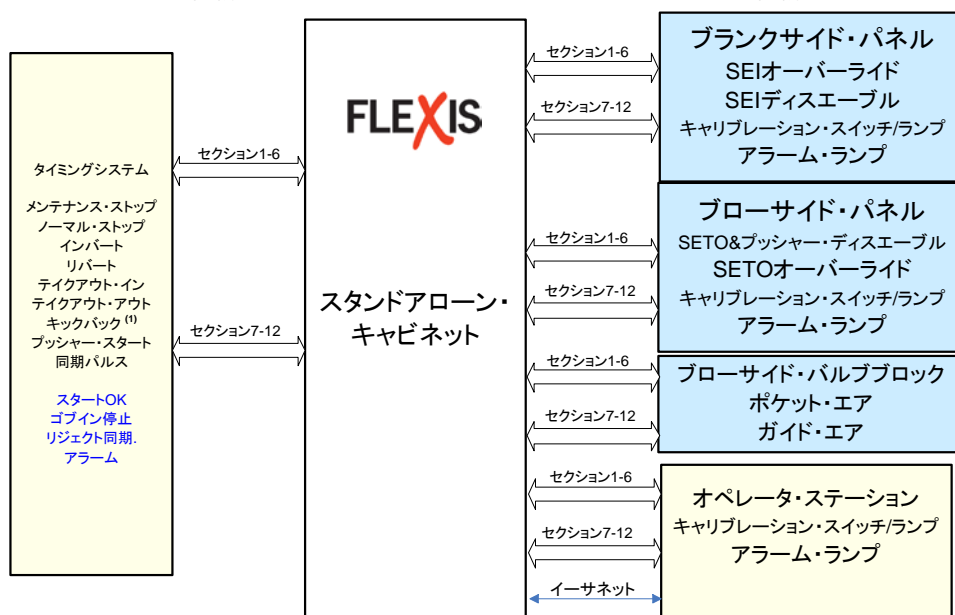 タイミングシステム
メンテナンス・ストップ
ノーマル・ストップ
インバート
リバート
テイクアウト・イン
テイクアウト・アウト
キックバック(1)
プッシャー・スタート
同期パルス
スタートOK
ゴブイン停止
リジェクト同期.
アラーム
セクション1-6
セクション7-12
FLEXIS
スタンドアローン・
キャビネット
セクション1-6
セクション7-12
ブランクサイド・パネル
SEIオーバーライド
SEIディスエーブル
キャリブレーション・スイッチ/ランプ
アラーム・ランプ
セクション1-6
セクション7-12
ブローサイド・パネル
SETO&プッシャー・ディスエーブル
SETOオーバーライド
キャリブレーション・スイッチ/ランプ
アラーム・ランプ
セクション1-6
セクション7-12
ブローサイド・バルブブロック
ポケット・エア
ガイド・エア
セクション1-6
セクション7-12
イーサネット
オペレータ・ステーション
キャリブレーション・スイッチ/ランプ
アラーム・ランプ